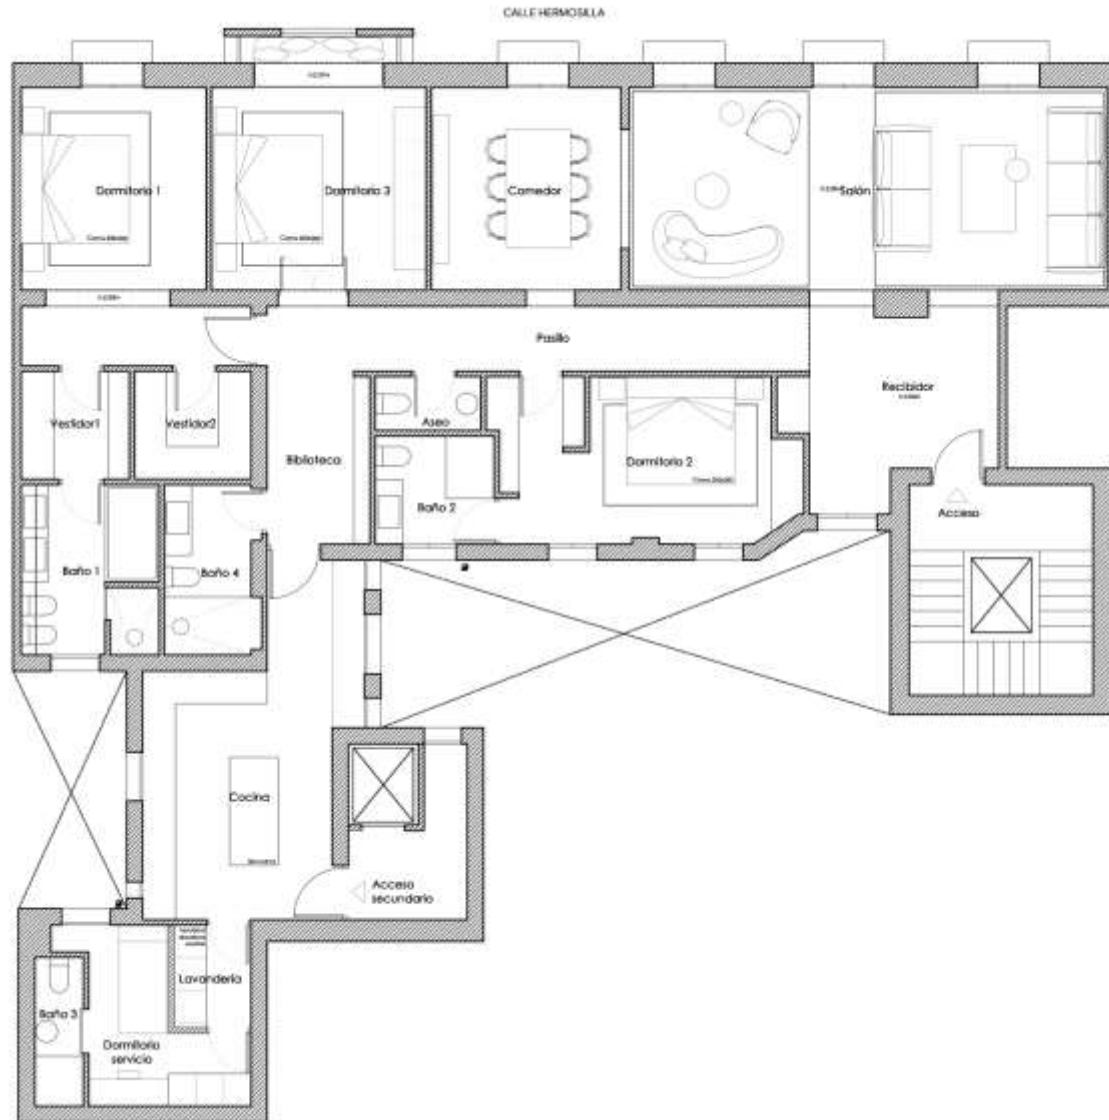 CALLE HERMOSILLA
Dormitorio 1
Dormitorio 3
Comedor
Salón
Pasillo
Recibidor
Vestidor1
Vestidor2
Aseo
Biblioteca
Dormitorio 2
Baño 2
Acceso
Baño 1
Baño 4
Cocina
Acceso
secundario
Lavandería
Baño 3
Dormitorio
servicio